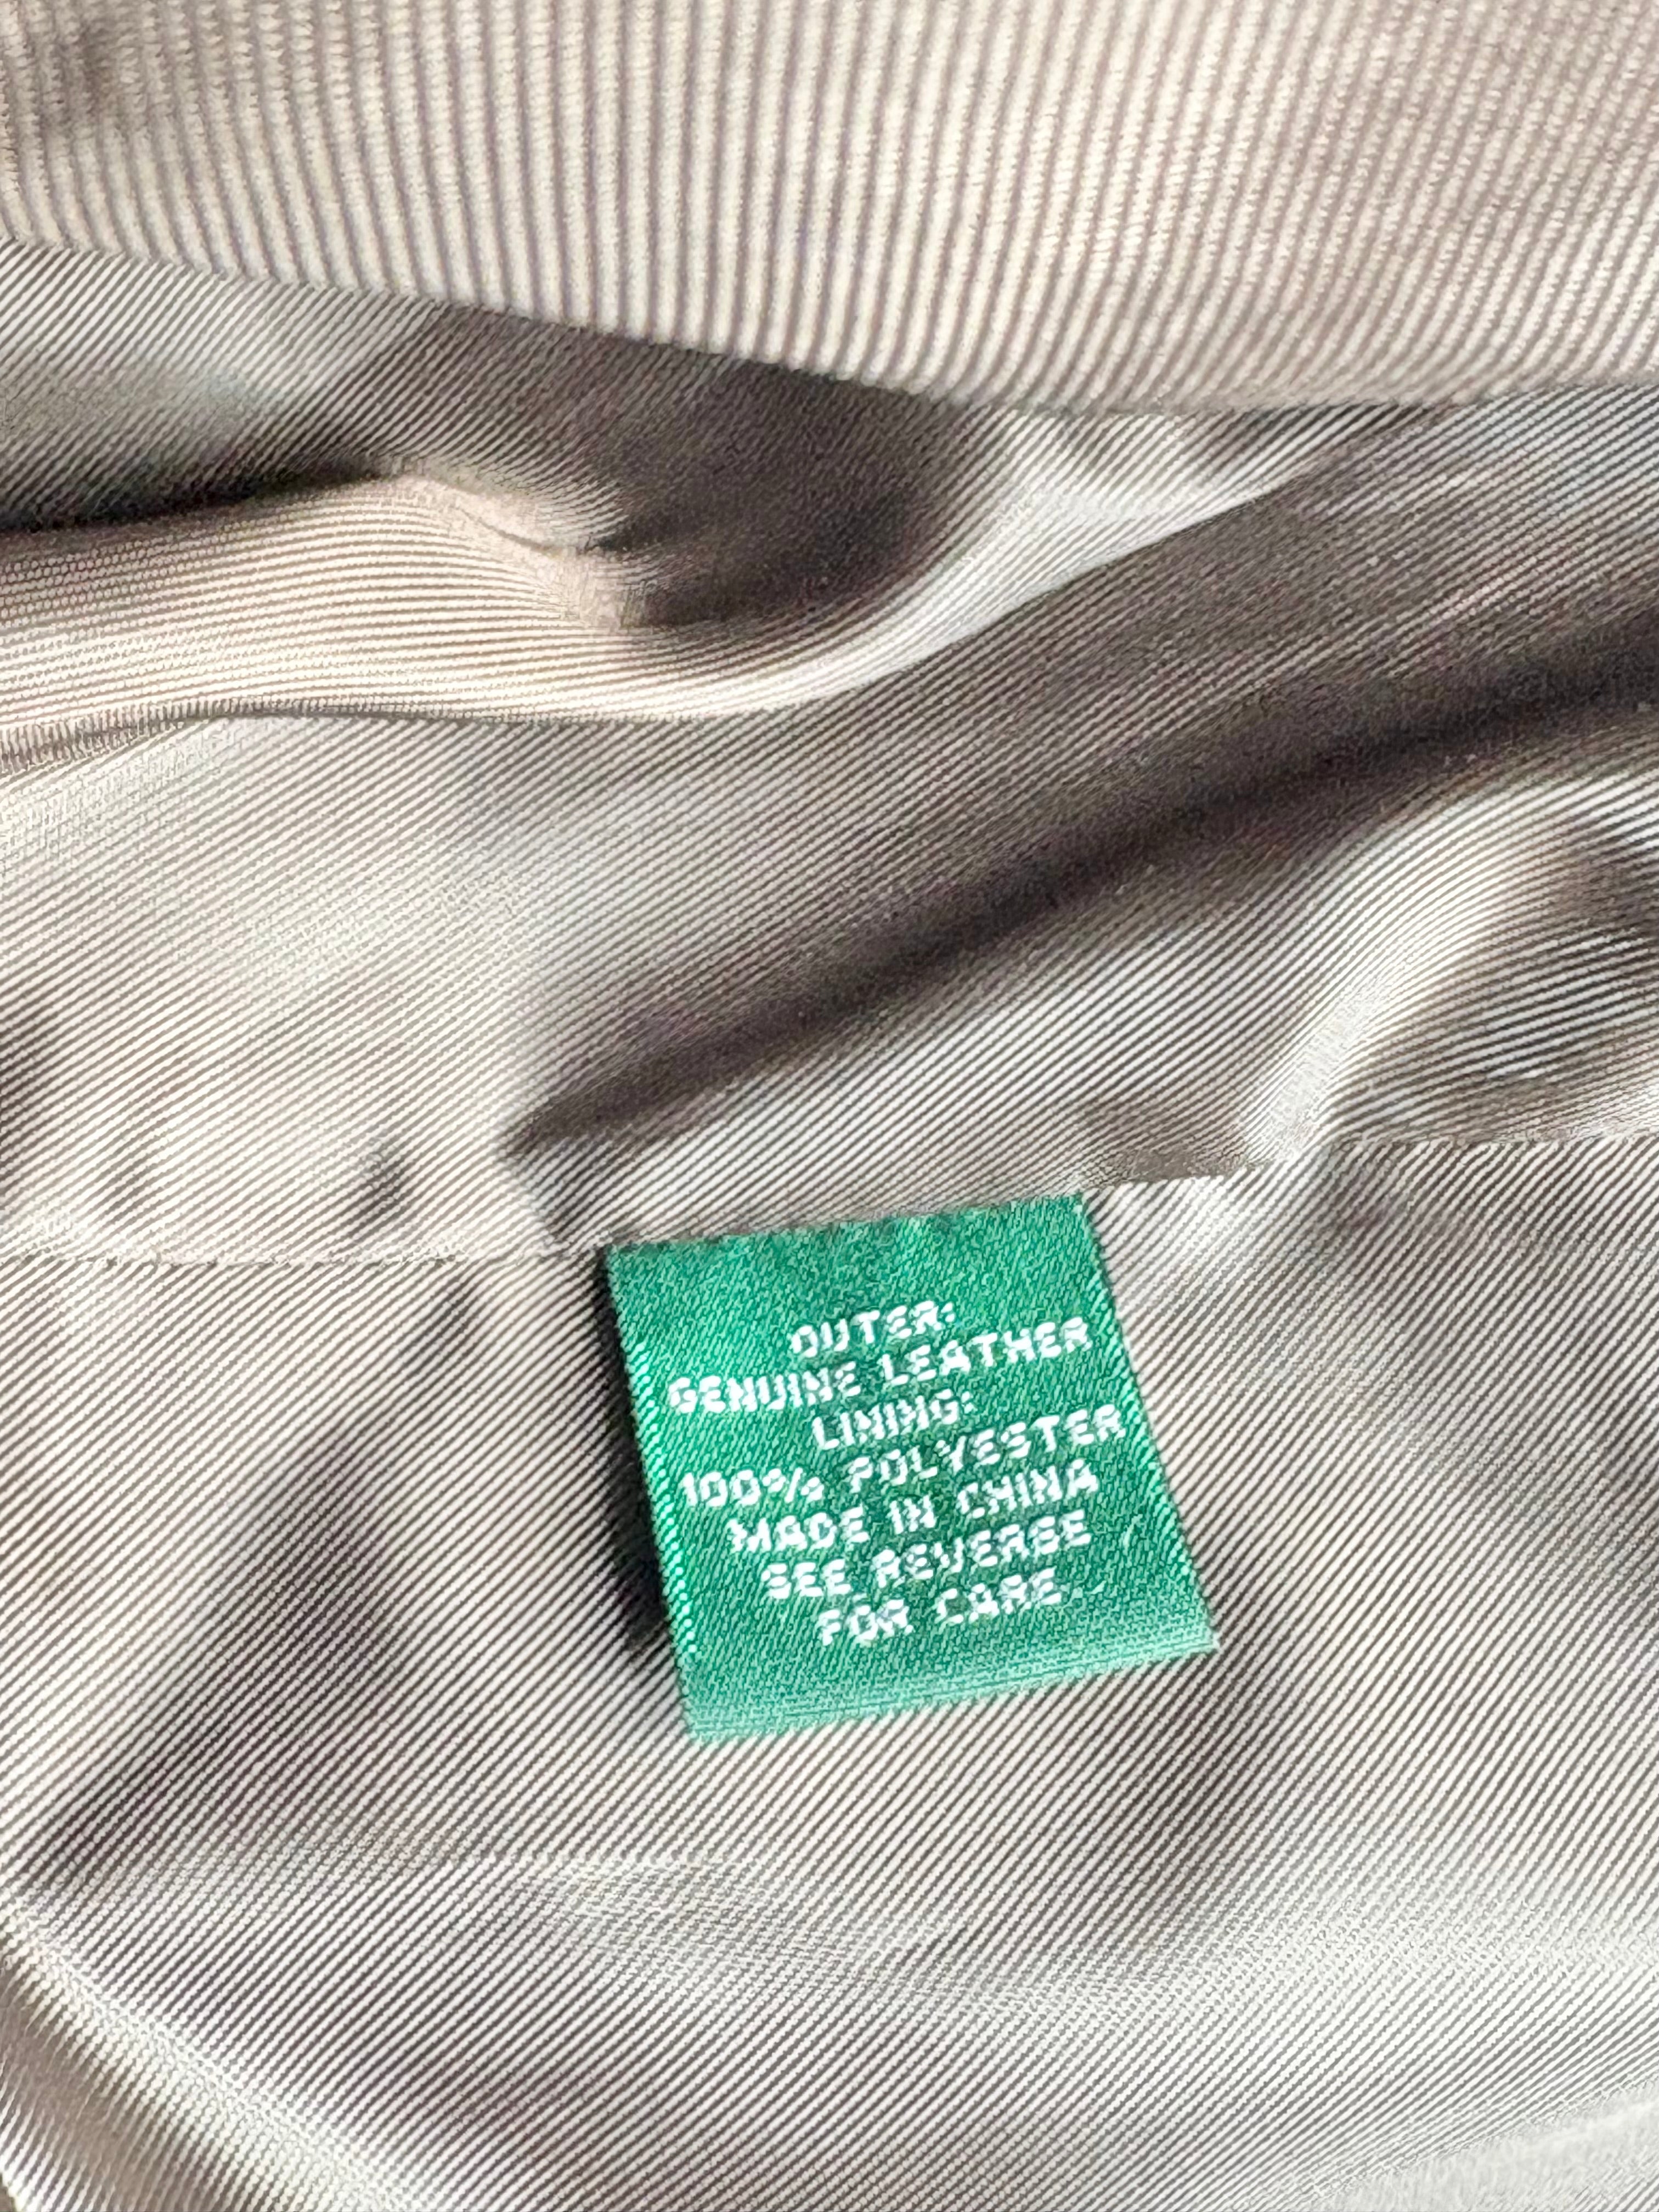 OUTER:
GENUINE LEATHER
LINING:
100% POLYESTER
MADE IN CHINA
SEE REVERSE
FOR CARE